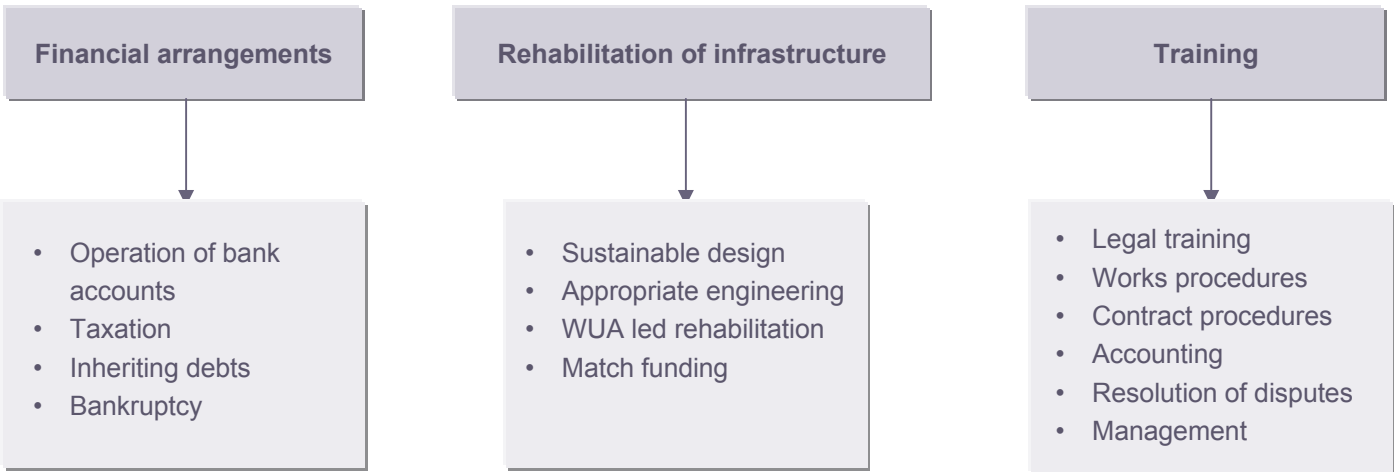 Financial arrangements
• Operation of bank
accounts
• Taxation
• Inheriting debts
• Bankruptcy
Rehabilitation of infrastructure
• Sustainable design
• Appropriate engineering
• WUA led rehabilitation
• Match funding
Training
• Legal training
• Works procedures
• Contract procedures
• Accounting
• Resolution of disputes
• Management